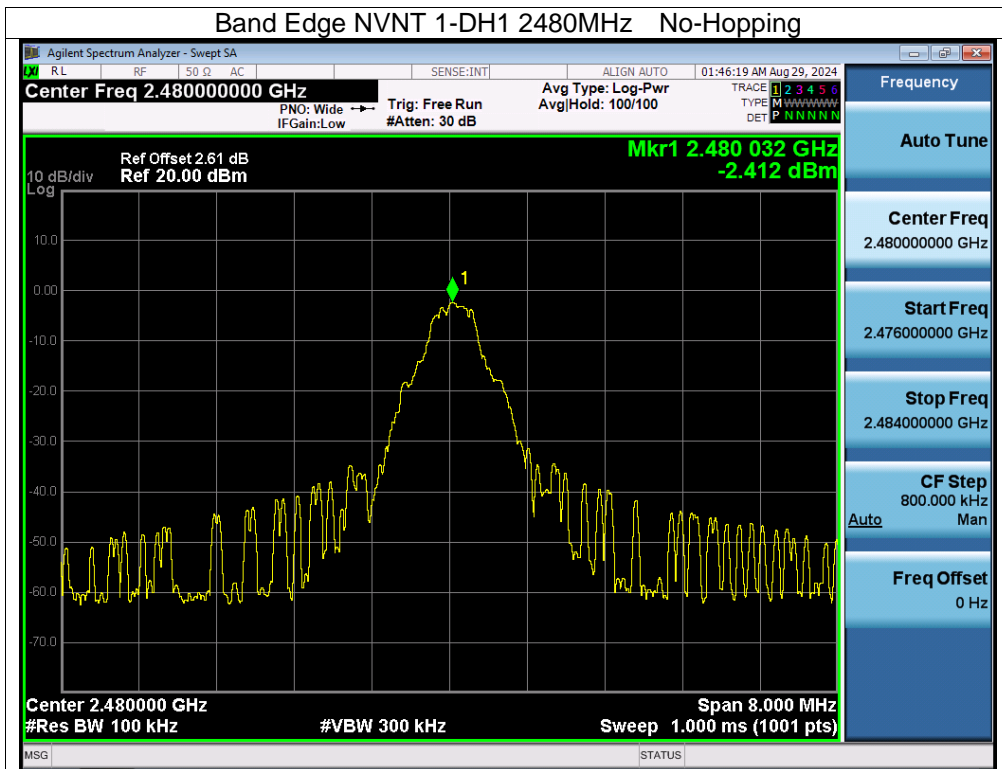 Band Edge NVNT 1-DH1 2480MHz No-Hopping
Agilent Spectrum Analyzer - Swept SA
LXI RL RF 50 Ω AC SENSE:INT ALIGN AUTO 01:46:19 AM Aug 29, 2024
Center Freq 2.480000000 GHz
PNO: Wide
IFGain:Low
Trig: Free Run
#Atten: 30 dB
Avg Type: Log-Pwr
Avg|Hold: 100/100
TRACE 1 2 3 4 5 6
TYPE M WWWWW
DET P N N N N N
Frequency
Auto Tune
Center Freq
2.480000000 GHz
Start Freq
2.476000000 GHz
Stop Freq
2.484000000 GHz
CF Step
800.000 kHz
Auto Man
Freq Offset
0 Hz
Mkr1 2.480 032 GHz
-2.412 dBm
Ref Offset 2.61 dB
10 dB/div Ref 20.00 dBm
Log
10.0
0.00
-10.0
-20.0
-30.0
-40.0
-50.0
-60.0
-70.0
1
Center 2.480000 GHz Span 8.000 MHz
#Res BW 100 kHz #VBW 300 kHz Sweep 1.000 ms (1001 pts)
MSG STATUS